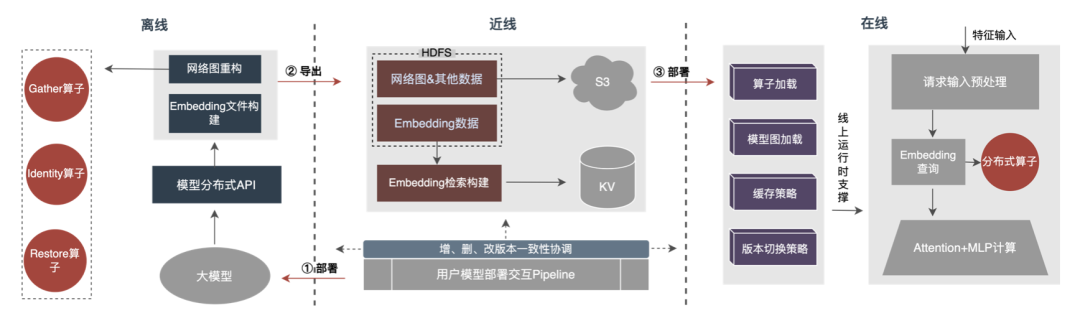 离线
近线
在线
Gather算子
Identity算子
Restore算
子
网络图重构
Embedding文件构
建
模型分布式API
大模型
② 导出
① 部署
HDFS
网络图&其他数据
Embedding数据
Embedding检索构建
S3
KV
增、删、改版本一致性协调
用户模型部署交互Pipeline
③ 部署
算子加载
模型图加载
缓存策略
版本切换策略
线上运行时支撑
特征输入
请求输入预处理
Embedding
查询
分布式算子
Attention+MLP计算